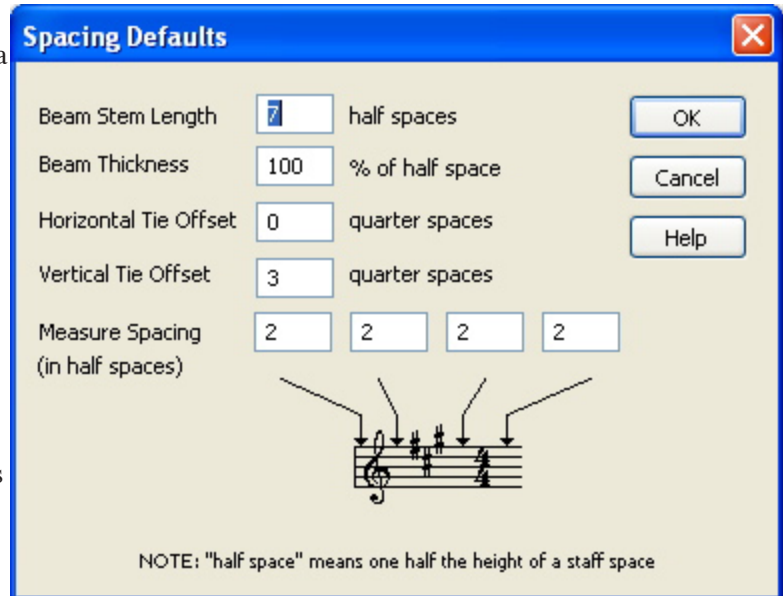 Spacing Defaults
a
Beam Stem Length 7 half spaces OK
Beam Thickness 100 % of half space Cancel
Horizontal Tie Offset 0 quarter spaces Help
Vertical Tie Offset 3 quarter spaces
Measure Spacing 2 2 2 2
(in half spaces)
4
4
s
NOTE: "half space" means one half the height of a staff space